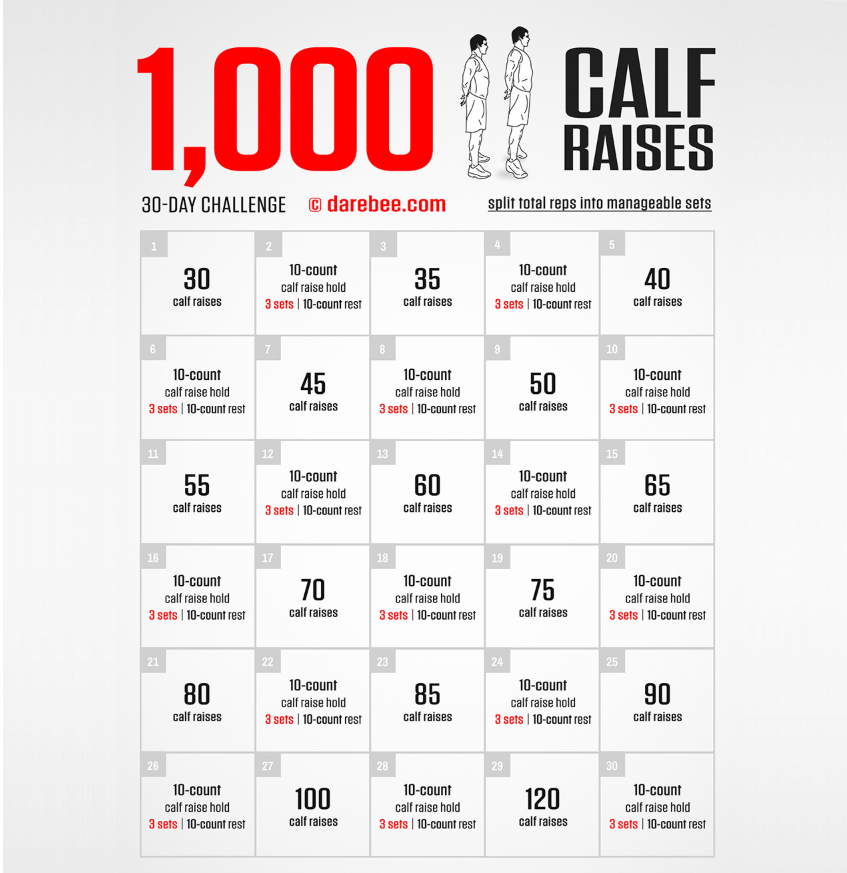 1,000
CALF
RAISES
30-DAY CHALLENGE © darebee.com split total reps into manageable sets
1
30
calf raises
2
10-count
calf raise hold
3 sets | 10-count rest
3
35
calf raises
4
10-count
calf raise hold
3 sets | 10-count rest
5
40
calf raises
6
10-count
calf raise hold
3 sets | 10-count rest
7
45
calf raises
8
10-count
calf raise hold
3 sets | 10-count rest
9
50
calf raises
10
10-count
calf raise hold
3 sets | 10-count rest
11
55
calf raises
12
10-count
calf raise hold
3 sets | 10-count rest
13
60
calf raises
14
10-count
calf raise hold
3 sets | 10-count rest
15
65
calf raises
16
10-count
calf raise hold
3 sets | 10-count rest
17
70
calf raises
18
10-count
calf raise hold
3 sets | 10-count rest
19
75
calf raises
20
10-count
calf raise hold
3 sets | 10-count rest
21
80
calf raises
22
10-count
calf raise hold
3 sets | 10-count rest
23
85
calf raises
24
10-count
calf raise hold
3 sets | 10-count rest
25
90
calf raises
26
10-count
calf raise hold
3 sets | 10-count rest
27
100
calf raises
28
10-count
calf raise hold
3 sets | 10-count rest
29
120
calf raises
30
10-count
calf raise hold
3 sets | 10-count rest